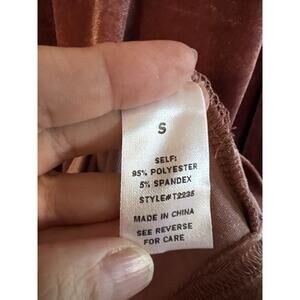 S
SELF:
95% POLYESTER
5% SPANDEX
STYLE#T2235
MADE IN CHINA
SEE REVERSE
FOR CARE